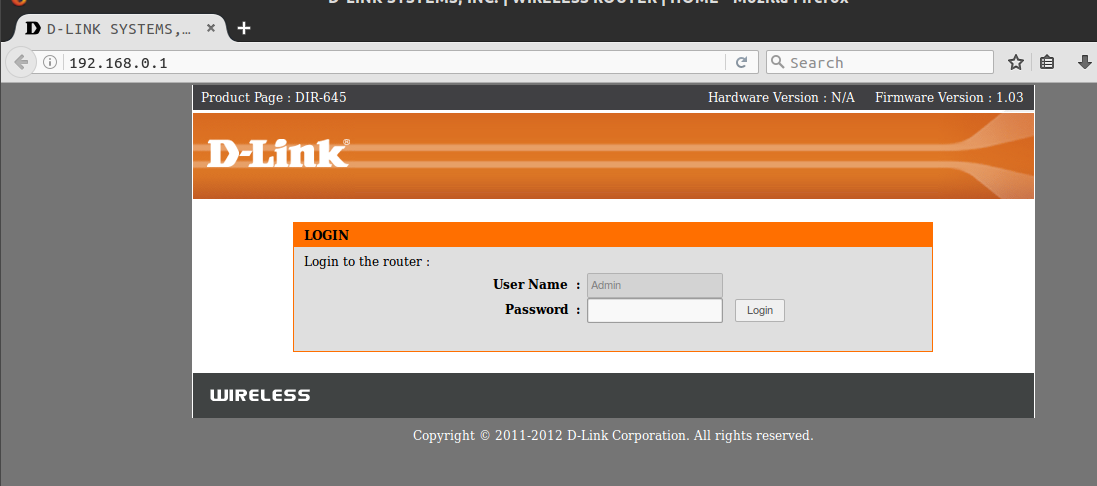 D-LINK SYSTEMS, INC. | WIRELESS ROUTER | HOME - Mozilla Firefox
D-LINK SYSTEMS,...
192.168.0.1
Search
Product Page : DIR-645 Hardware Version : N/A Firmware Version : 1.03
D-Link®
LOGIN
Login to the router :
User Name : Admin
Password : Login
WIRELESS
Copyright © 2011-2012 D-Link Corporation. All rights reserved.